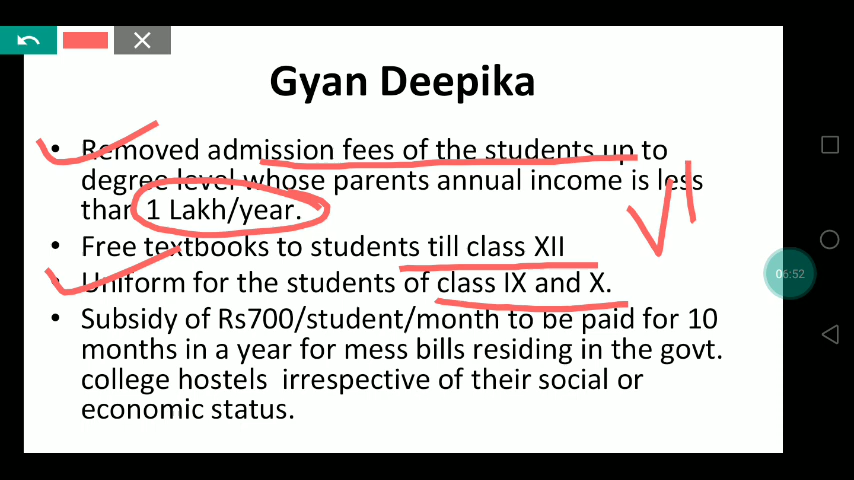 Gyan Deepika
• Removed admission fees of the students up to
degree level whose parents annual income is less
than 1 Lakh/year.
• Free textbooks to students till class XII
• Uniform for the students of class IX and X.
• Subsidy of Rs700/student/month to be paid for 10
months in a year for mess bills residing in the govt.
college hostels irrespective of their social or
economic status.
VI
06:52